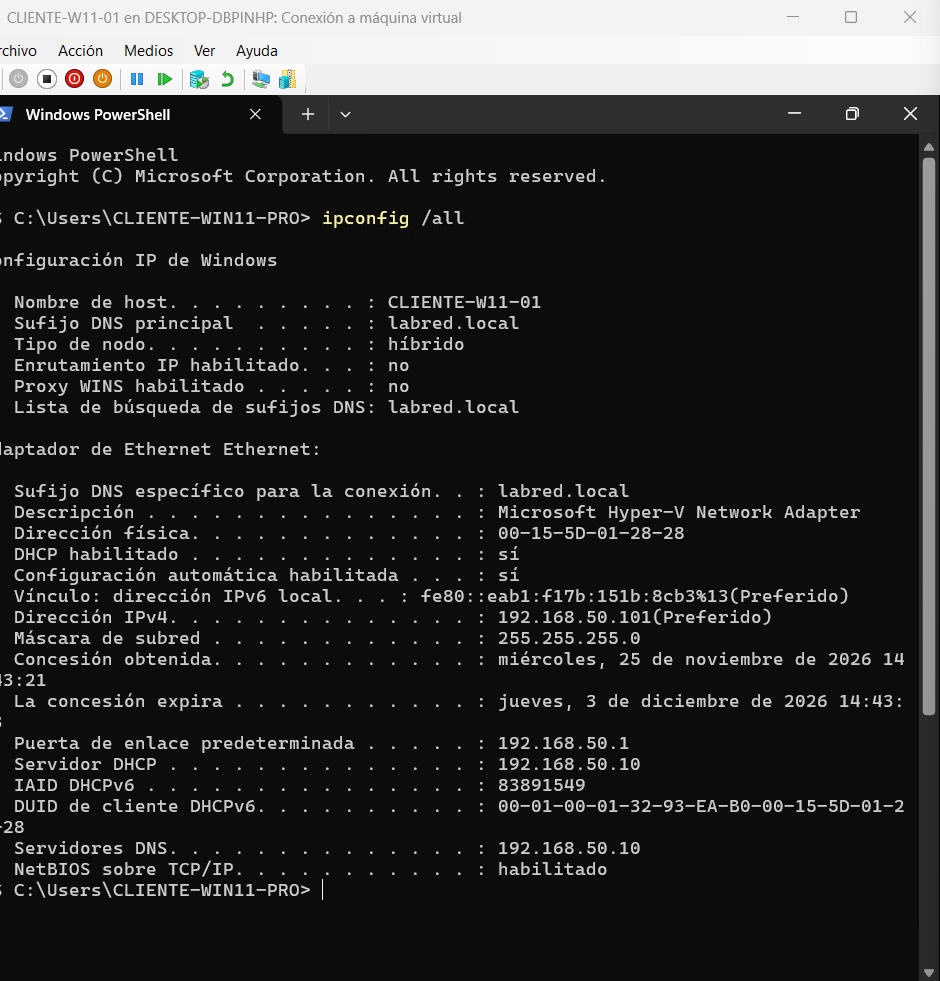 CLIENTE-W11-01 en DESKTOP-DBPINHP: Conexión a máquina virtual
rchivo Acción Medios Ver Ayuda
Windows PowerShell
indows PowerShell
opyright (C) Microsoft Corporation. All rights reserved.
S C:\Users\CLIENTE-WIN11-PRO> ipconfig /all
onfiguración IP de Windows
Nombre de host. . . . . . . . . : CLIENTE-W11-01
Sufijo DNS principal  . . . . . : labred.local
Tipo de nodo. . . . . . . . . . : híbrido
Enrutamiento IP habilitado. . . : no
Proxy WINS habilitado . . . . . : no
Lista de búsqueda de sufijos DNS: labred.local
daptador de Ethernet Ethernet:
Sufijo DNS específico para la conexión. . : labred.local
Descripción . . . . . . . . . . . . . . . : Microsoft Hyper-V Network Adapter
Dirección física. . . . . . . . . . . . . : 00-15-5D-01-28-28
DHCP habilitado . . . . . . . . . . . . . : sí
Configuración automática habilitada . . . : sí
Vínculo: dirección IPv6 local. . . : fe80::eab1:f17b:151b:8cb3%13(Preferido)
Dirección IPv4. . . . . . . . . . . . . . : 192.168.50.101(Preferido)
Máscara de subred . . . . . . . . . . . . : 255.255.255.0
Concesión obtenida. . . . . . . . . . . . : miércoles, 25 de noviembre de 2026 14
43:21
La concesión expira . . . . . . . . . . . : jueves, 3 de diciembre de 2026 14:43:
Puerta de enlace predeterminada . . . . . : 192.168.50.1
Servidor DHCP . . . . . . . . . . . . . . : 192.168.50.10
IAID DHCPv6 . . . . . . . . . . . . . . . : 83891549
DUID de cliente DHCPv6. . . . . . . . . . : 00-01-00-01-32-93-EA-B0-00-15-5D-01-2
-28
Servidores DNS. . . . . . . . . . . . . . : 192.168.50.10
NetBIOS sobre TCP/IP. . . . . . . . . . . : habilitado
S C:\Users\CLIENTE-WIN11-PRO>